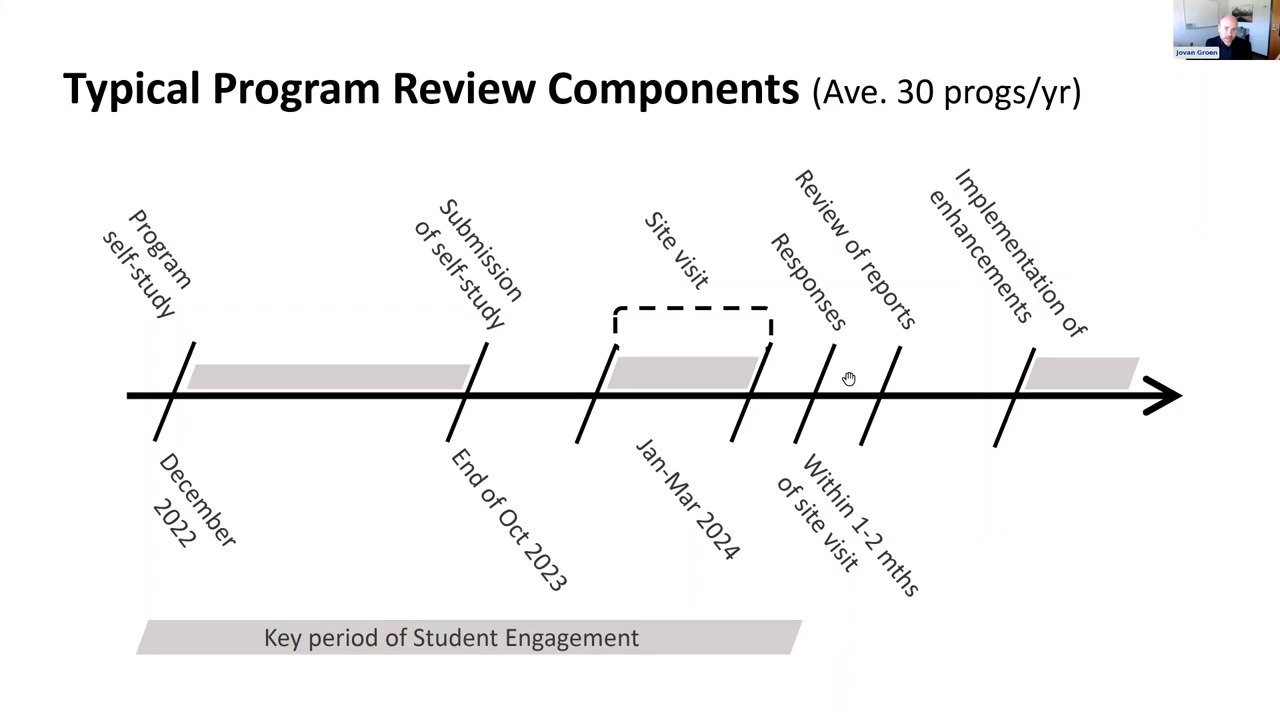 Jovan Groen
Typical Program Review Components (Ave. 30 progs/yr)
Program
self-study
Submission
of self-study
Site visit
Responses
Review of reports
Implementation of
enhancements
December
2022
End of Oct 2023
Jan-Mar 2024
Within 1-2 mths
of site visit
Key period of Student Engagement